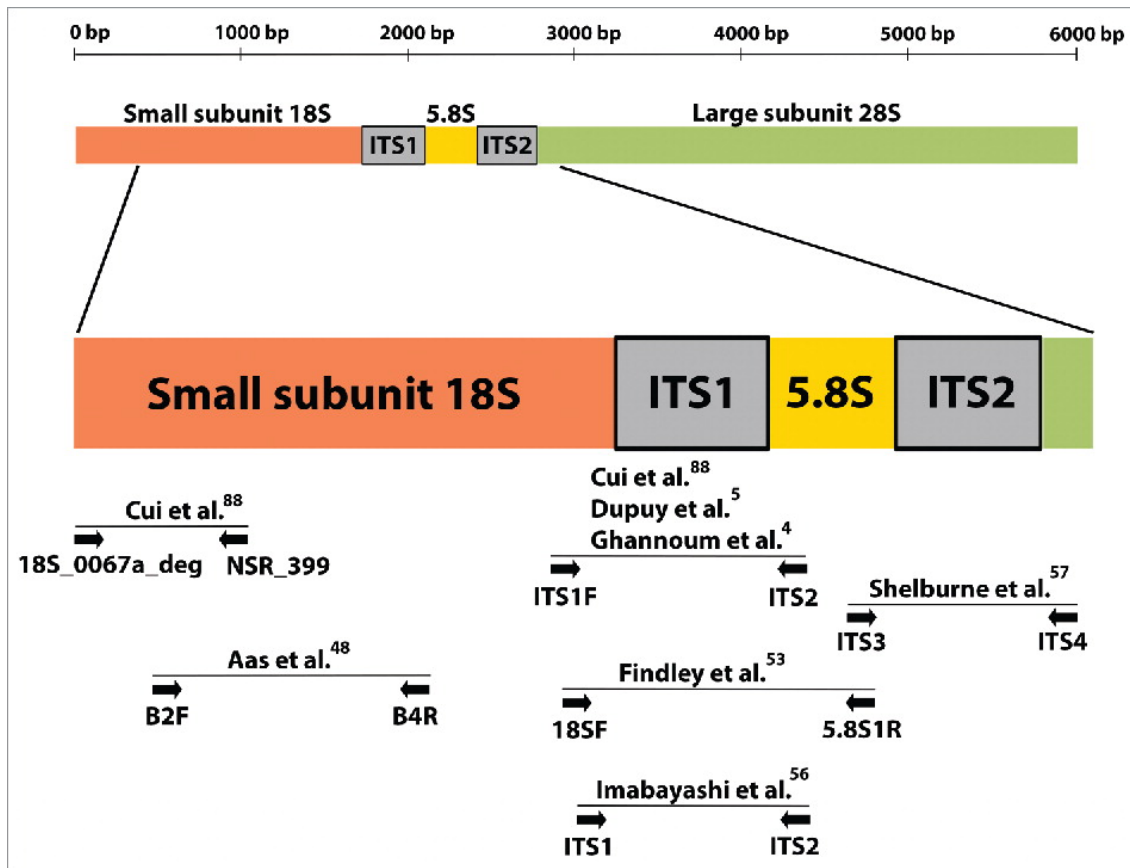 0 bp 1000 bp 2000 bp 3000 bp 4000 bp 5000 bp 6000 bp
Small subunit 18S 5.8S Large subunit 28S
ITS1 ITS2
Small subunit 18S ITS1 5.8S ITS2
Cui et al.88
18S_0067a_deg NSR_399
Cui et al.88
Dupuy et al.5
Ghannoum et al.4
ITS1F ITS2
Shelburne et al.57
ITS3 ITS4
Aas et al.48
B2F B4R
Findley et al.53
18SF 5.8S1R
Imabayashi et al.56
ITS1 ITS2